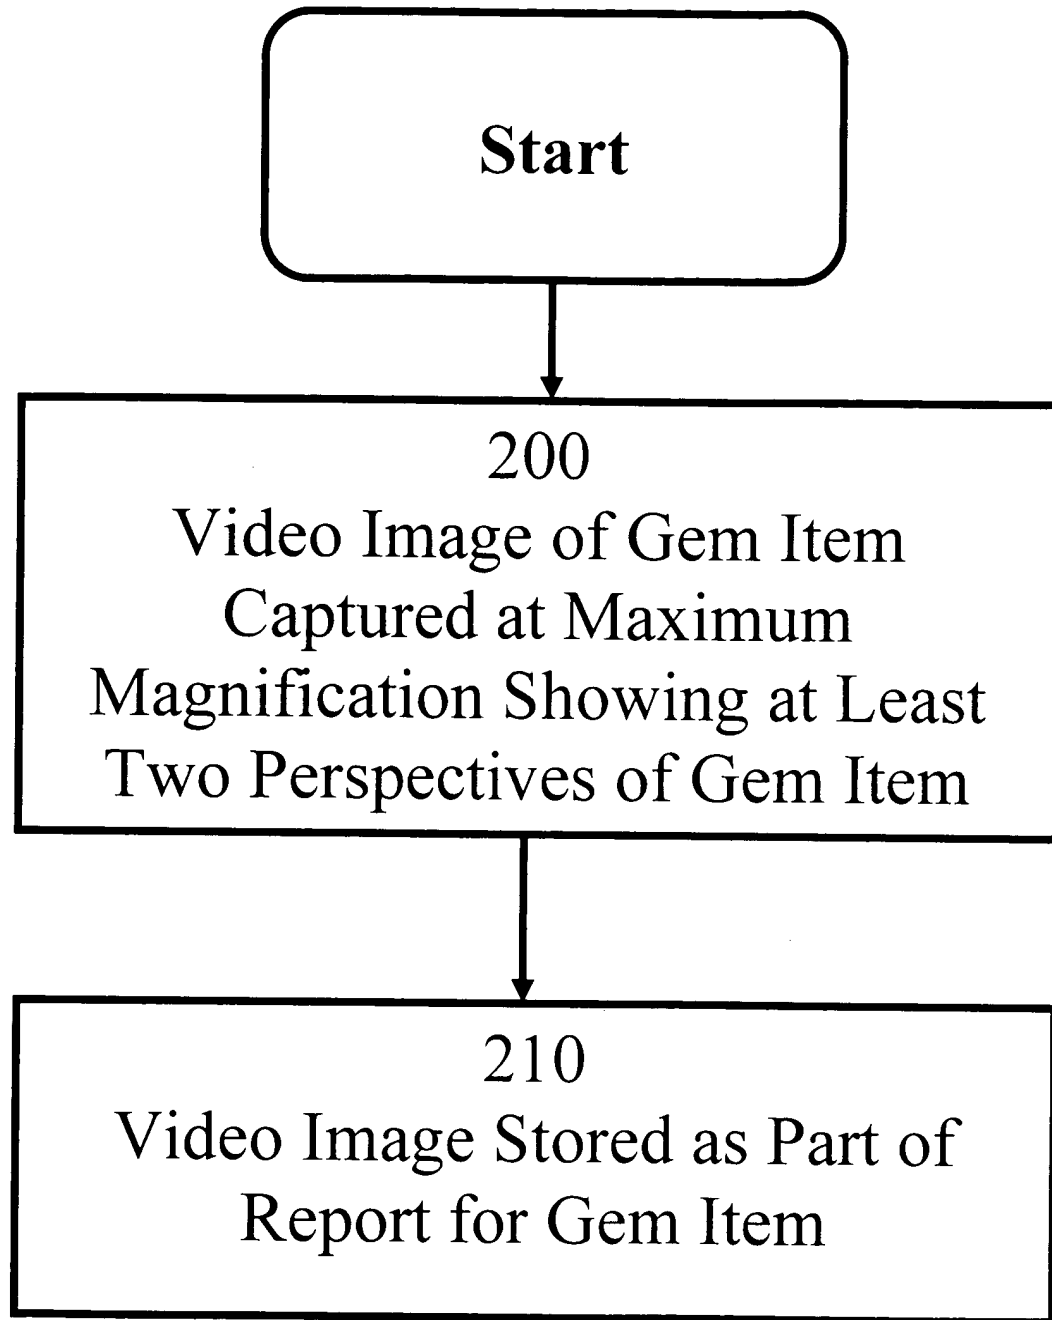 Start
200
Video Image of Gem Item
Captured at Maximum
Magnification Showing at Least
Two Perspectives of Gem Item
210
Video Image Stored as Part of
Report for Gem Item